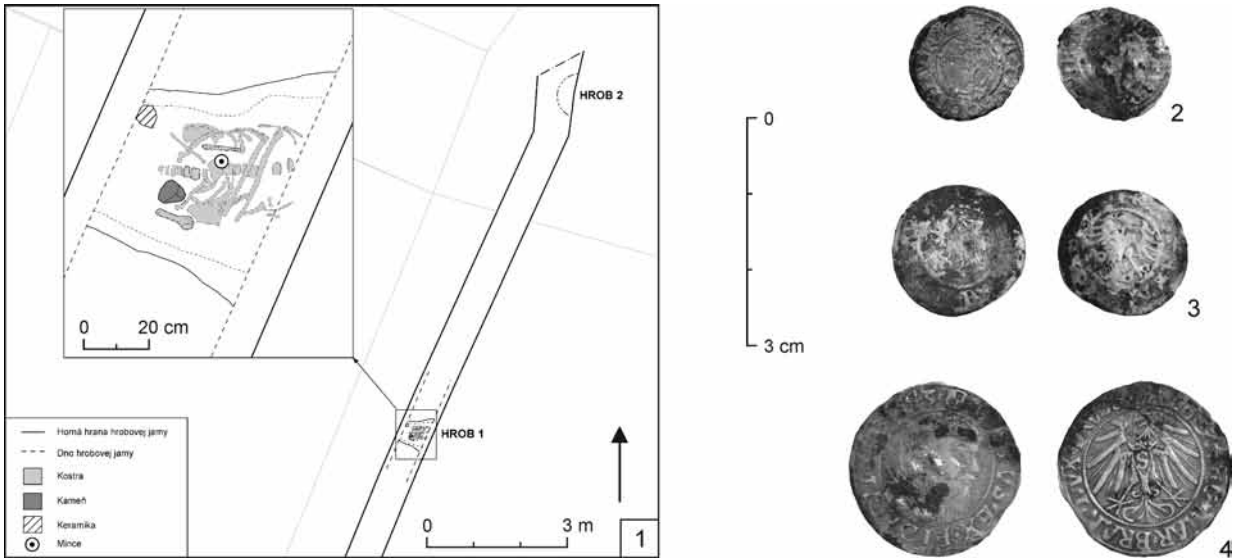 0 20 cm
HROB 2
HROB 1
Horná hrana hrobovej jamy
Dno hrobovej jamy
Kostra
Kameň
Keramika
Mince
0 3 m
1
0
3 cm
2
3
4